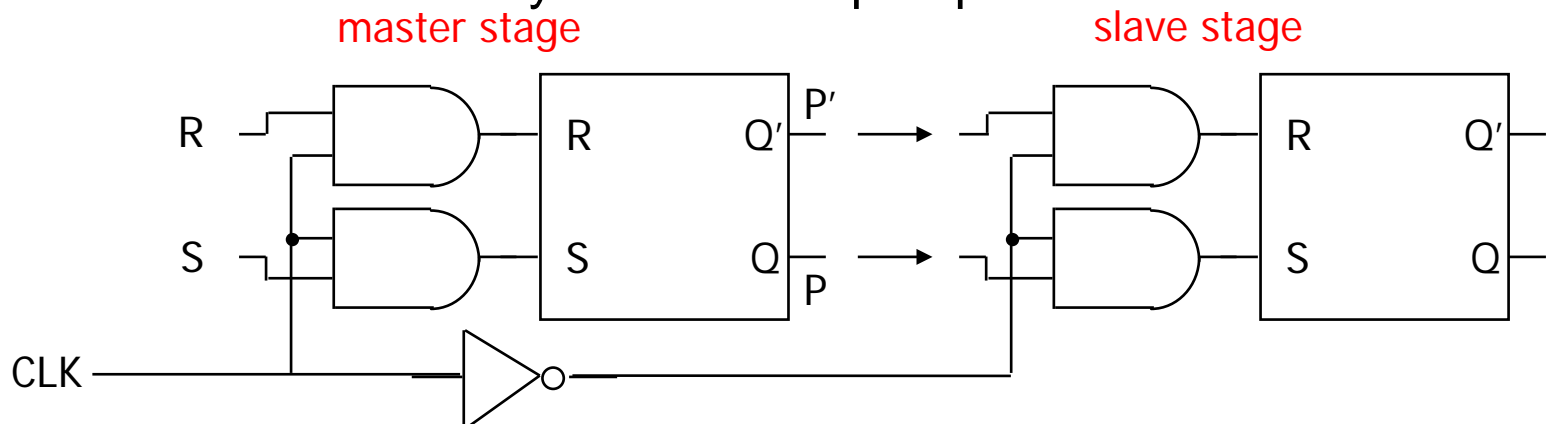 master stage slave stage
R R Q' P' R Q'
S S Q P S Q
CLK